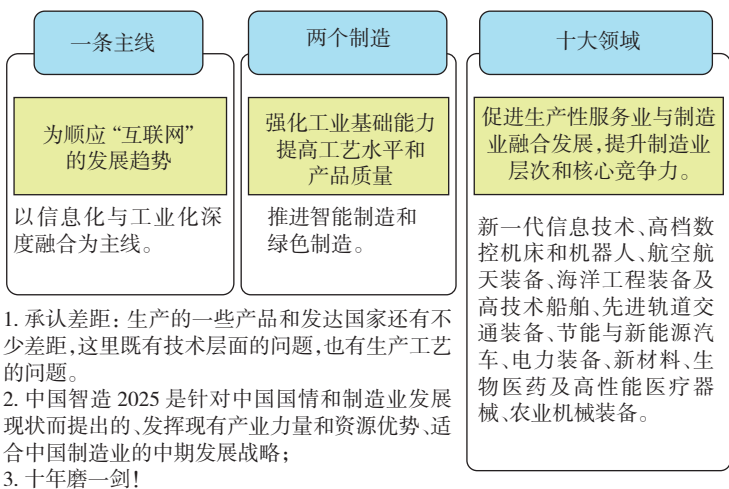 一条主线
为顺应“互联网”
的发展趋势
以信息化与工业化深
度融合为主线。
两个制造
强化工业基础能力
提高工艺水平和
产品质量
推进智能制造和
绿色制造。
十大领域
促进生产性服务业与制造
业融合发展,提升制造业
层次和核心竞争力。
新一代信息技术、高档数
控机床和机器人、航空航
天装备、海洋工程装备及
高技术船舶、先进轨道交
通装备、节能与新能源汽
车、电力装备、新材料、生
物医药及高性能医疗器
械、农业机械装备。
1. 承认差距: 生产的一些产品和发达国家还有不
少差距,这里既有技术层面的问题,也有生产工艺
的问题。
2. 中国智造 2025 是针对中国国情和制造业发展
现状而提出的、发挥现有产业力量和资源优势、适
合中国制造业的中期发展战略;
3. 十年磨一剑!